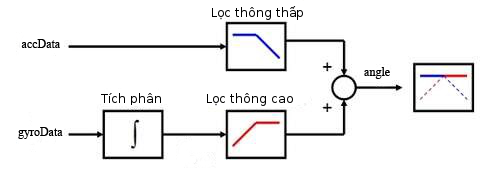 Lọc thông thấp
accData
+
angle
Tích phân
Lọc thông cao
+
gyroData
∫